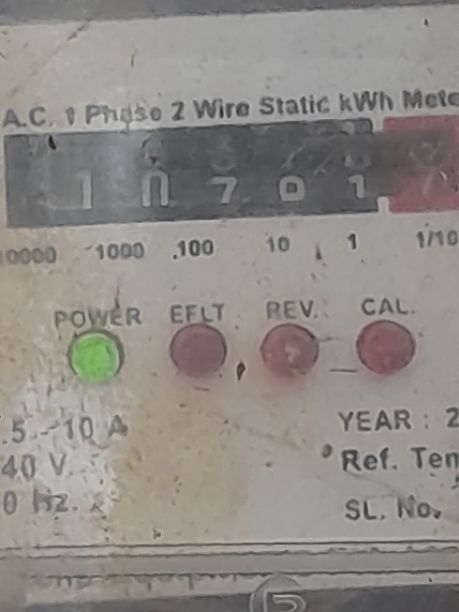 A.C. 1 Phase 2 Wire Static kWh Mete
1 0 7 0 1
10000 1000 100 10 1 1/10
POWER EFLT REV. CAL.
.5 - 10 A
40 V.
0 Hz.
YEAR : 2
Ref. Tem
SL. No.